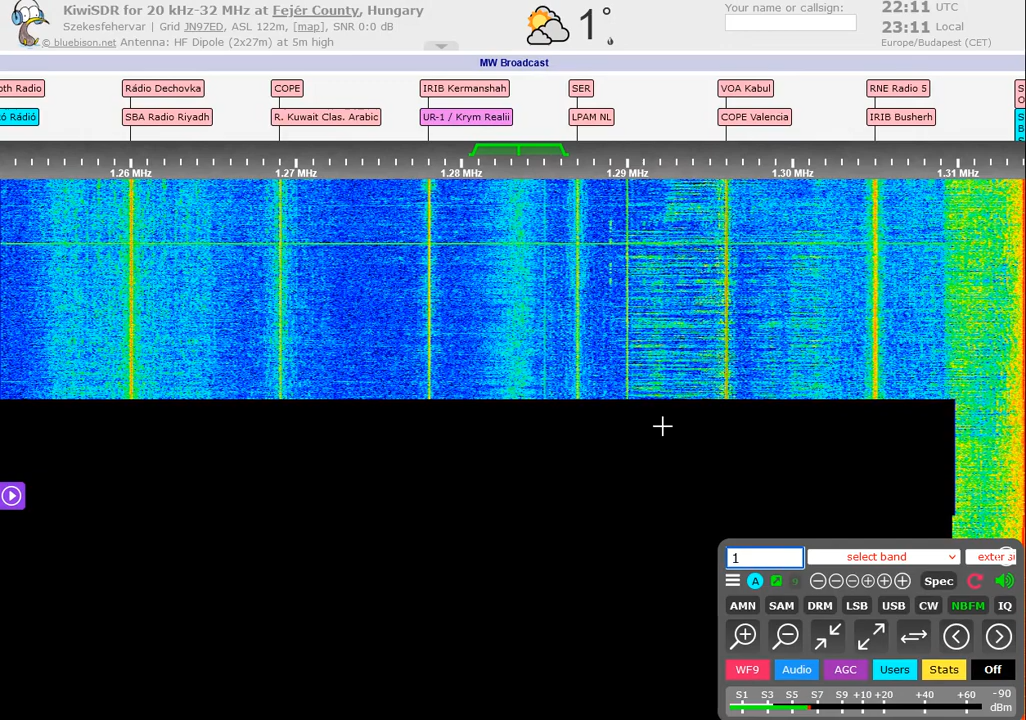 KiwiSDR for 20 kHz-32 MHz at Fejér County, Hungary
Szekesfehervar | Grid JN97ED, ASL 122m, [map], SNR 0:0 dB
© bluebison.net Antenna: HF Dipole (2x27m) at 5m high
1°
Your name or callsign:
22:11 UTC
23:11 Local
Europe/Budapest (CET)
MW Broadcast
oth Radio Rádio Dechovka COPE IRIB Kermanshah SER VOA Kabul RNE Radio 5
ó Rádió SBA Radio Riyadh R. Kuwait Clas. Arabic UR-1 / Krym Realii LPAM NL COPE Valencia IRIB Busherh
1.26 MHz 1.27 MHz 1.28 MHz 1.29 MHz 1.30 MHz 1.31 MHz
1 select band
A 9 Spec
AMN SAM DRM LSB USB CW NBFM IQ
WF9 Audio AGC Users Stats Off
S1 S3 S5 S7 S9 +10 +20 +40 +60 -90
dBm